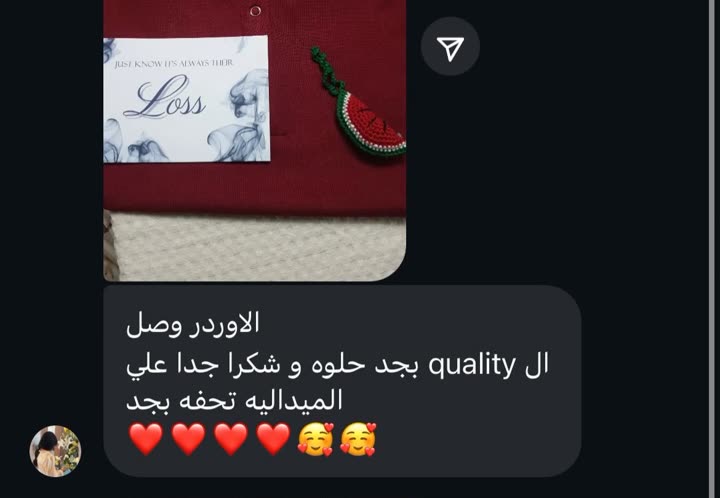 JUST KNOW IT'S ALWAYS THEIR
Loss
الاوردر وصل
ال quality بجد حلوه و شكرا جدا علي
الميداليه تحفه بجد
❤️❤️❤️❤️🥰🥰